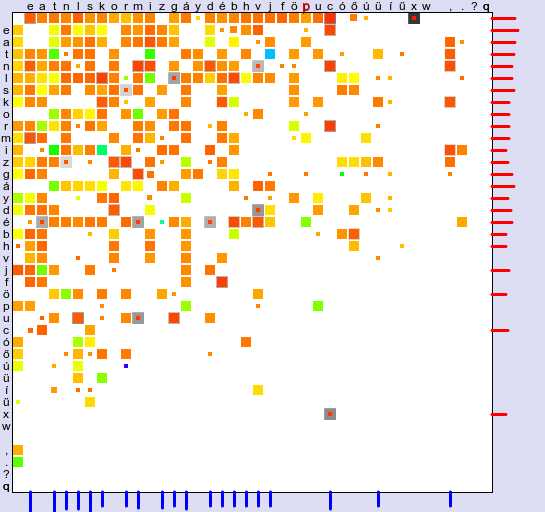 e a t n l s k o r m i z g á y d é b h v j f ö p u c ó ő ú ü í ű x w , . ? q
e
a
t
n
l
s
k
o
r
m
i
z
g
á
y
d
é
b
h
v
j
f
ö
p
u
c
ó
ő
ú
ü
í
ű
x
w
,
.
?
q